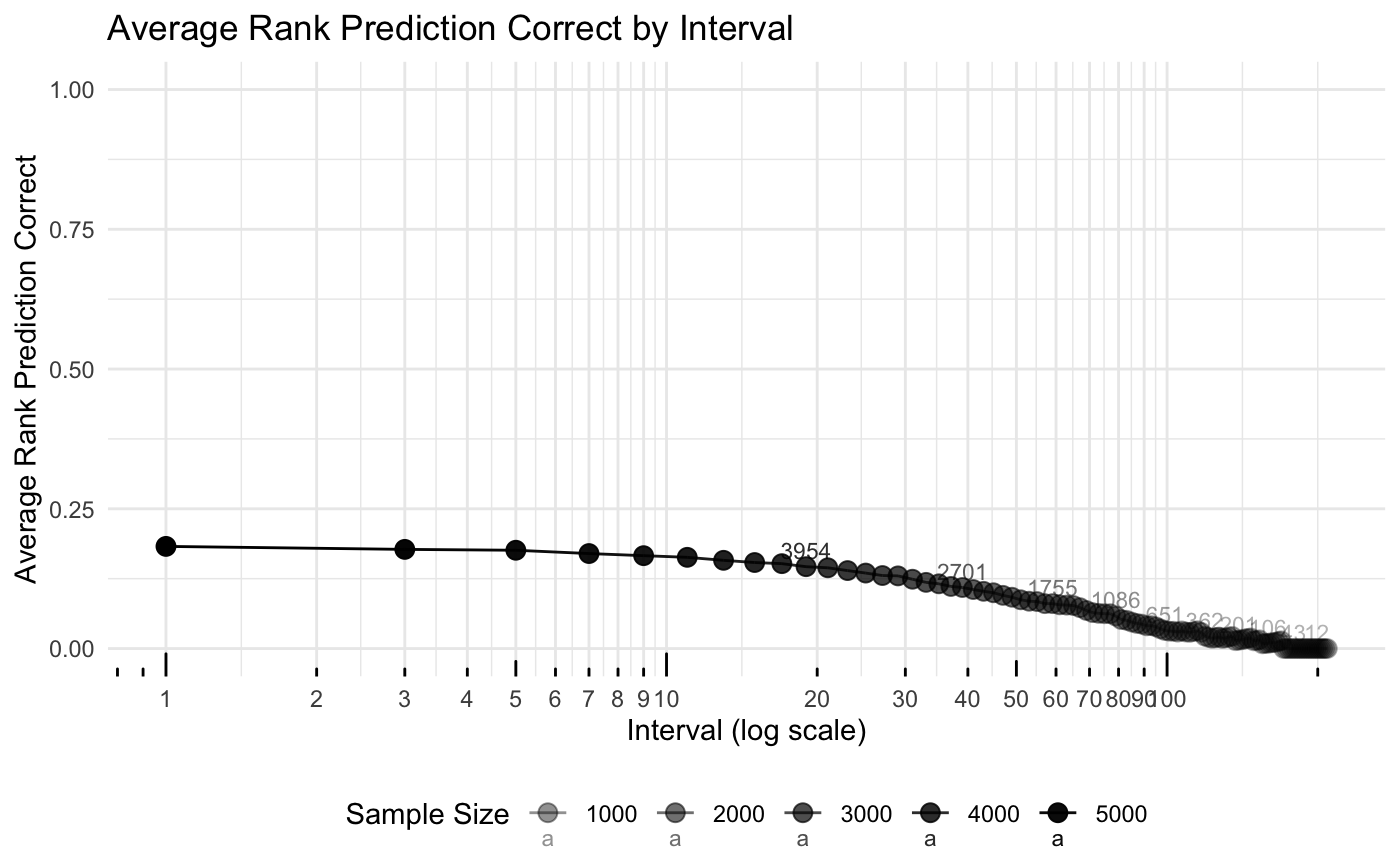 Average Rank Prediction Correct by Interval
Average Rank Prediction Correct
1.00
0.75
0.50
0.25
0.00
3954
2701
1755
1086
651
362
201
106
312
1 2 3 4 5 6 7 8 9 10 20 30 40 50 60 70 80 90 100
Interval (log scale)
Sample Size 1000 2000 3000 4000 5000
a a a a a